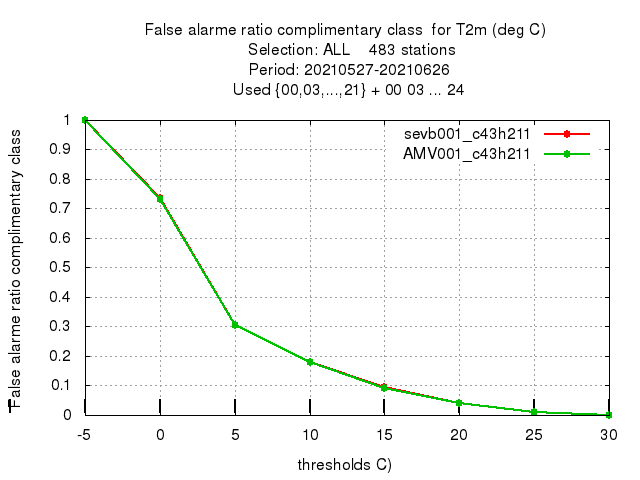 False alarme ratio complimentary class  for T2m (deg C)
Selection: ALL    483 stations
Period: 20210527-20210626
Used {00,03,...,21} + 00 03 ... 24
False alarme ratio complimentary class
sevb001_c43h211
AMV001_c43h211
1
0.9
0.8
0.7
0.6
0.5
0.4
0.3
0.2
0.1
0
-5 0 5 10 15 20 25 30
thresholds C)